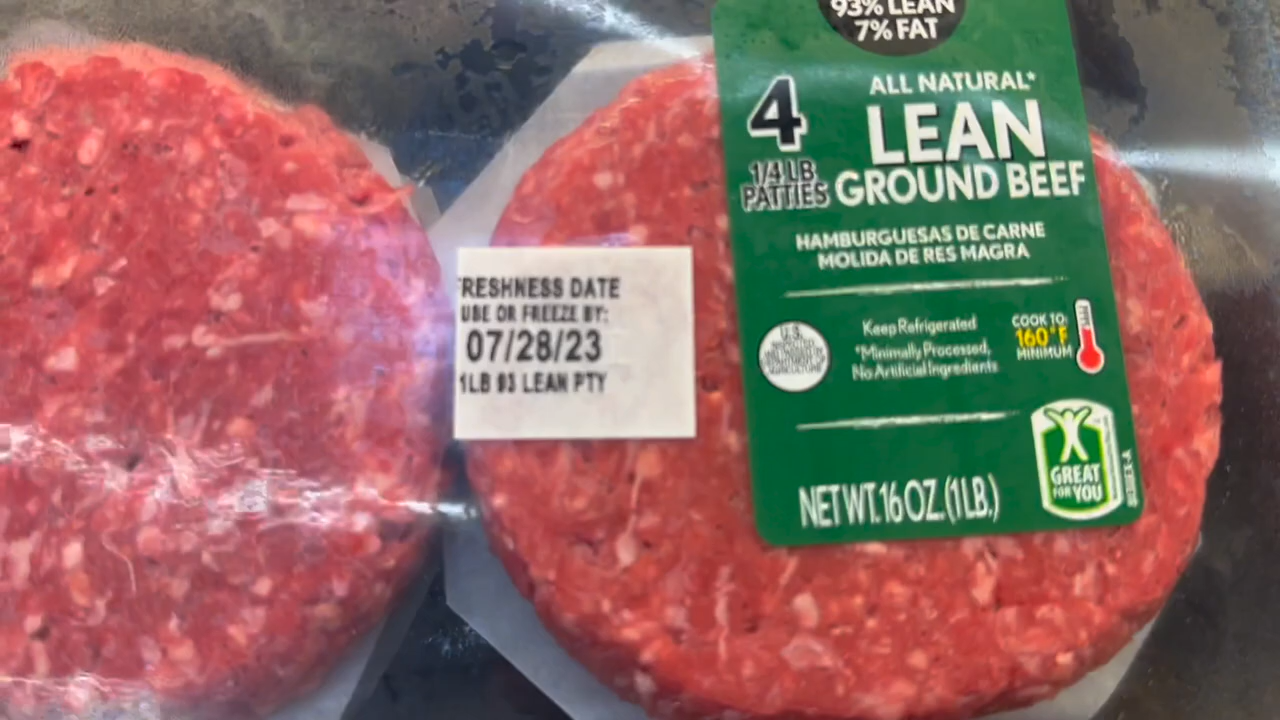 93% LEAN
7% FAT
4
1/4 LB
PATTIES
ALL NATURAL*
LEAN
GROUND BEEF
HAMBURGUESAS DE CARNE
MOLIDA DE RES MAGRA
FRESHNESS DATE
USE OR FREEZE BY:
07/28/23
1LB 93 LEAN PTY
U.S.
Keep Refrigerated
*Minimally Processed,
No Artificial Ingredients
COOK TO:
160°F
MINIMUM
GREAT
FOR YOU
NET WT. 16 OZ. (1 LB.)